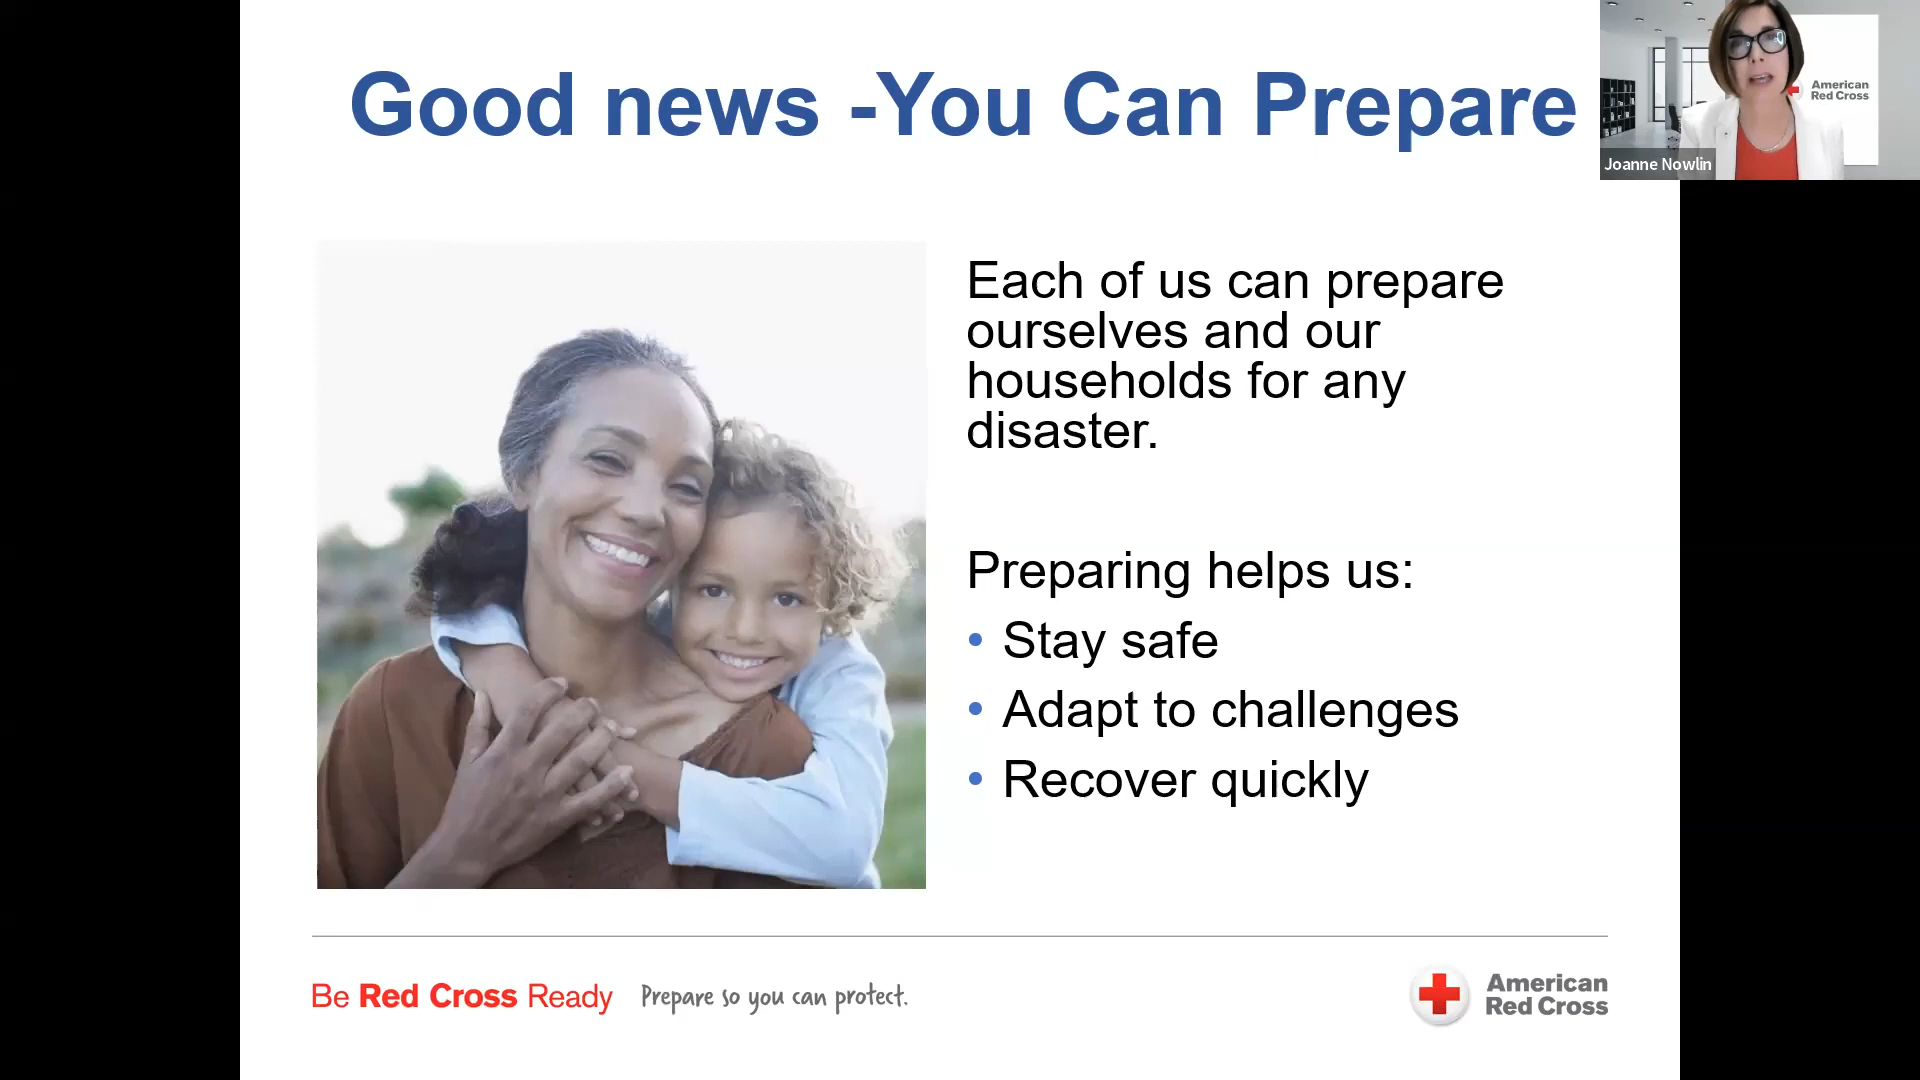 Good news -You Can Prepare
American
Red Cross
Joanne Nowlin
Each of us can prepare
ourselves and our
households for any
disaster.
Preparing helps us:
• Stay safe
• Adapt to challenges
• Recover quickly
Be Red Cross Ready
Prepare so you can protect.
American
Red Cross